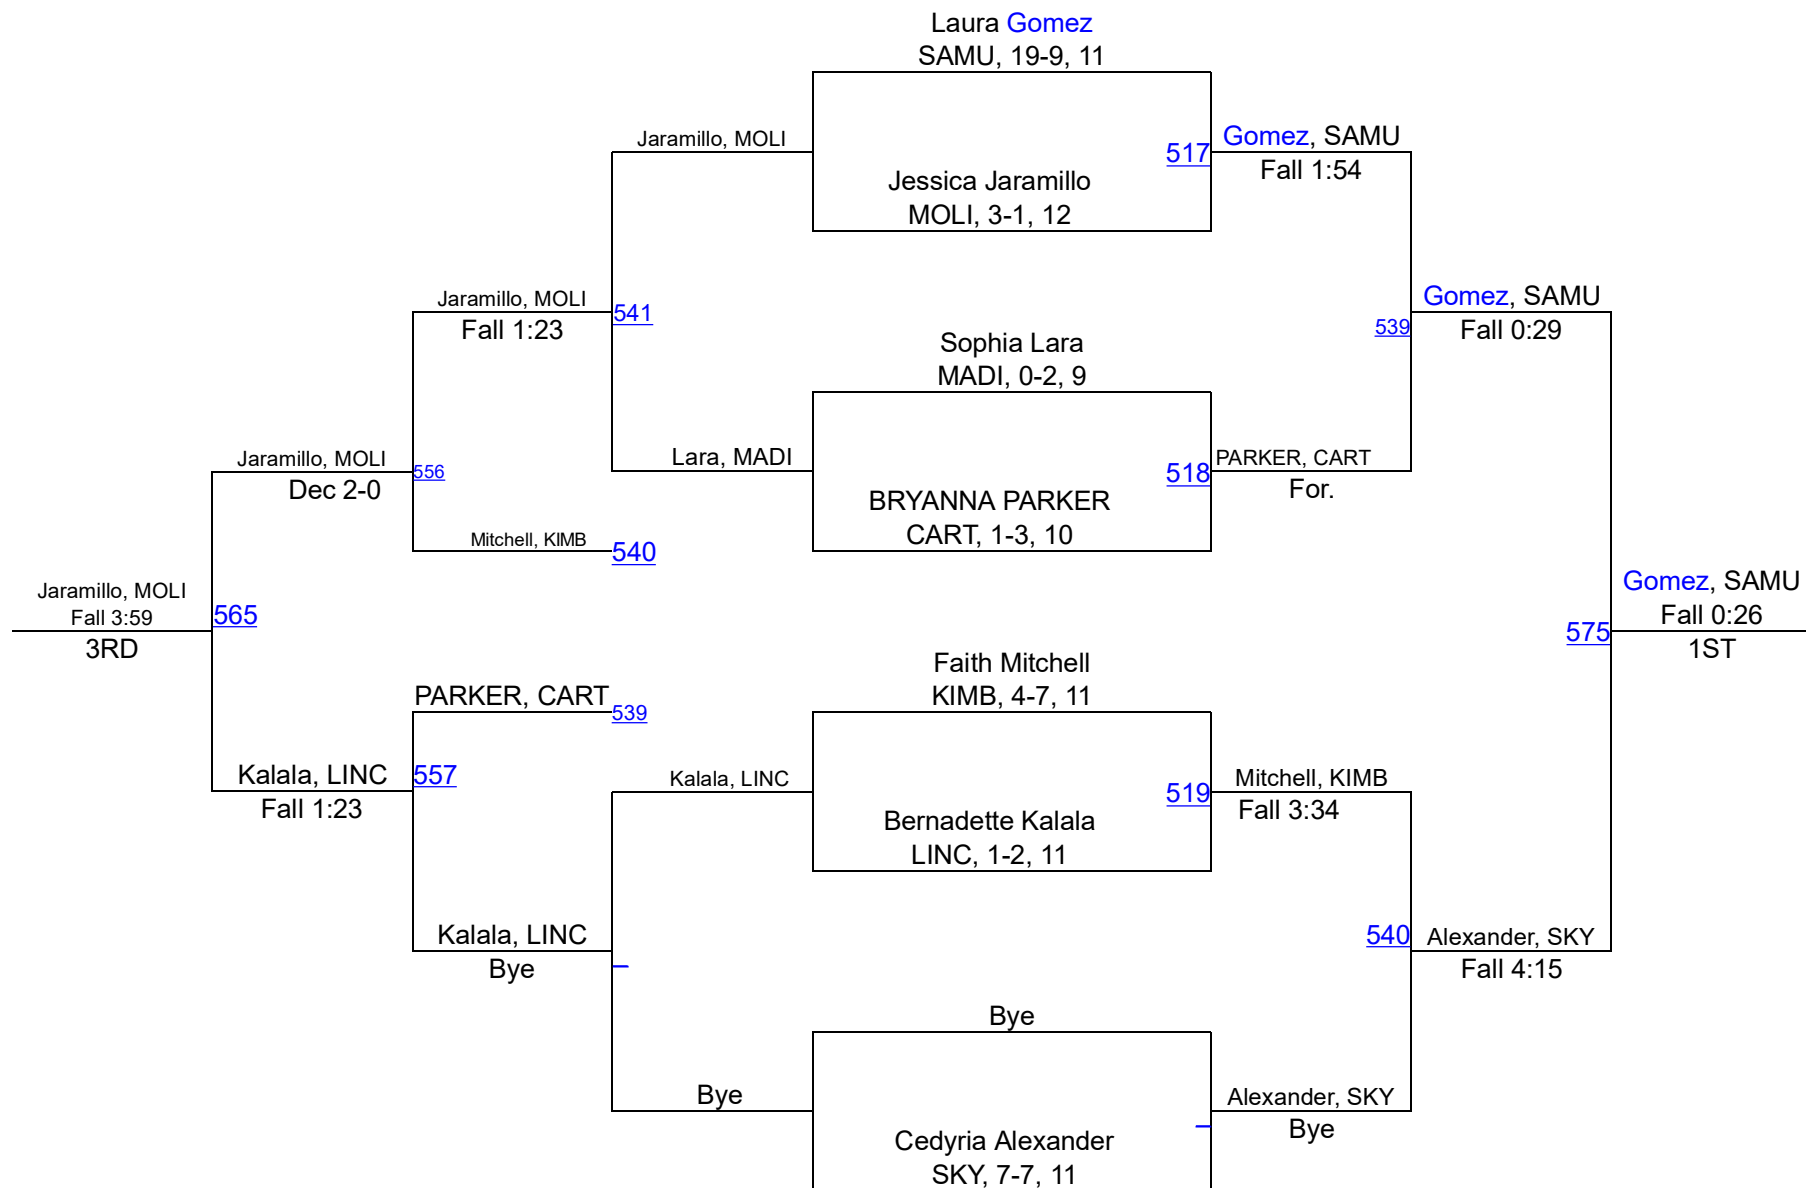 Laura Gomez
SAMU, 19-9, 11
Jaramillo, MOLI
517
Gomez, SAMU
Fall 1:54
Jessica Jaramillo
MOLI, 3-1, 12
Jaramillo, MOLI
Fall 1:23
541
Gomez, SAMU
539
Fall 0:29
Sophia Lara
MADI, 0-2, 9
Jaramillo, MOLI
Dec 2-0
556
Lara, MADI
518
PARKER, CART
For.
BRYANNA PARKER
CART, 1-3, 10
Mitchell, KIMB
540
Jaramillo, MOLI
Fall 3:59
3RD
565
Gomez, SAMU
Fall 0:26
1ST
575
Faith Mitchell
KIMB, 4-7, 11
PARKER, CART
539
Kalala, LINC
Fall 1:23
557
Kalala, LINC
519
Mitchell, KIMB
Fall 3:34
Bernadette Kalala
LINC, 1-2, 11
Kalala, LINC
Bye
540
Alexander, SKY
Fall 4:15
Bye
Bye
Alexander, SKY
Bye
Cedyria Alexander
SKY, 7-7, 11